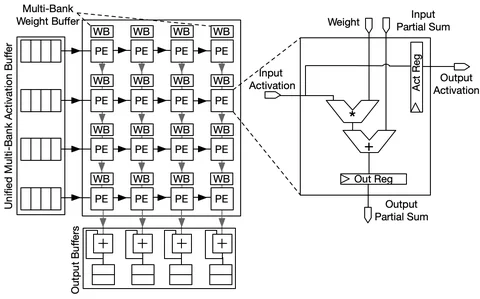 Multi-Bank
Weight Buffer
Unified Multi-Bank Activation Buffer
WB WB WB WB
PE PE PE PE
WB WB WB WB
PE PE PE PE
WB WB WB WB
PE PE PE PE
WB WB WB WB
PE PE PE PE
Output Buffers
+ + + +
Weight
Input
Partial Sum
Input
Activation
Act Reg
Output
Activation
*
+
Out Reg
Output
Partial Sum